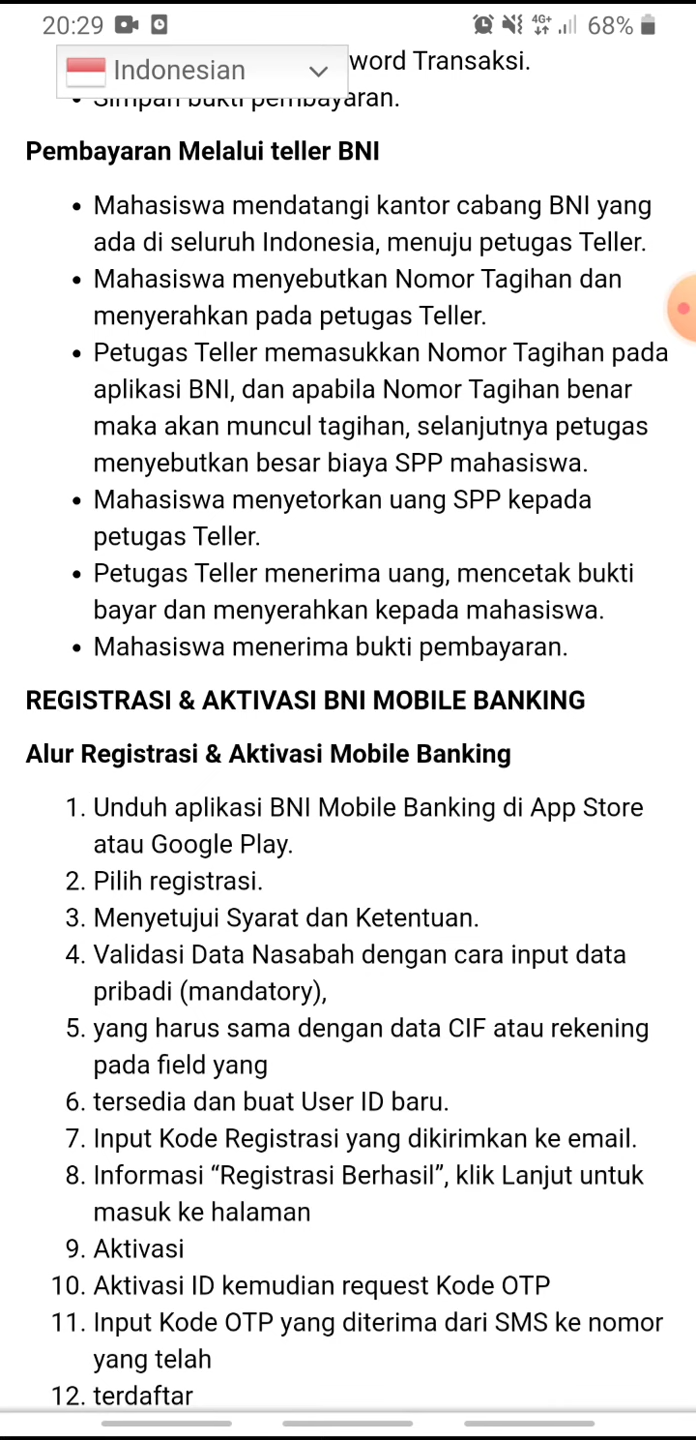 20:29
4G+
68%
Indonesian
word Transaksi.
• Simpan bukti pembayaran.
Pembayaran Melalui teller BNI
• Mahasiswa mendatangi kantor cabang BNI yang
ada di seluruh Indonesia, menuju petugas Teller.
• Mahasiswa menyebutkan Nomor Tagihan dan
menyerahkan pada petugas Teller.
• Petugas Teller memasukkan Nomor Tagihan pada
aplikasi BNI, dan apabila Nomor Tagihan benar
maka akan muncul tagihan, selanjutnya petugas
menyebutkan besar biaya SPP mahasiswa.
• Mahasiswa menyetorkan uang SPP kepada
petugas Teller.
• Petugas Teller menerima uang, mencetak bukti
bayar dan menyerahkan kepada mahasiswa.
• Mahasiswa menerima bukti pembayaran.
REGISTRASI & AKTIVASI BNI MOBILE BANKING
Alur Registrasi & Aktivasi Mobile Banking
1. Unduh aplikasi BNI Mobile Banking di App Store
atau Google Play.
2. Pilih registrasi.
3. Menyetujui Syarat dan Ketentuan.
4. Validasi Data Nasabah dengan cara input data
pribadi (mandatory),
5. yang harus sama dengan data CIF atau rekening
pada field yang
6. tersedia dan buat User ID baru.
7. Input Kode Registrasi yang dikirimkan ke email.
8. Informasi “Registrasi Berhasil”, klik Lanjut untuk
masuk ke halaman
9. Aktivasi
10. Aktivasi ID kemudian request Kode OTP
11. Input Kode OTP yang diterima dari SMS ke nomor
yang telah
12. terdaftar